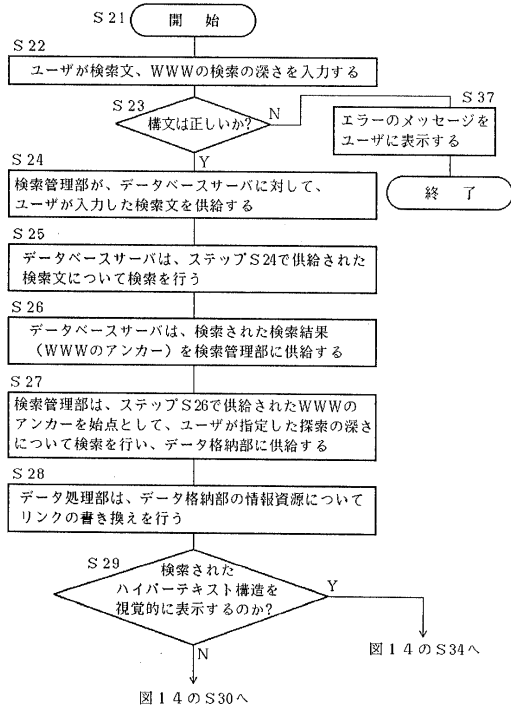 S21
開 始
S22
ユーザが検索文、WWWの検索の深さを入力する
S23
構文は正しいか?
N
Y
S37
エラーのメッセージを
ユーザに表示する
終 了
S24
検索管理部が、データベースサーバに対して、
ユーザが入力した検索文を供給する
S25
データベースサーバは、ステップS24で供給された
検索文について検索を行う
S26
データベースサーバは、検索された検索結果
(WWWのアンカー)を検索管理部に供給する
S27
検索管理部は、ステップS26で供給されたWWWの
アンカーを始点として、ユーザが指定した探索の深さ
について検索を行い、データ格納部に供給する
S28
データ処理部は、データ格納部の情報資源について
リンクの書き換えを行う
S29
検索された
ハイパーテキスト構造を
視覚的に表示するのか?
Y
N
図14のS34へ
図14のS30へ